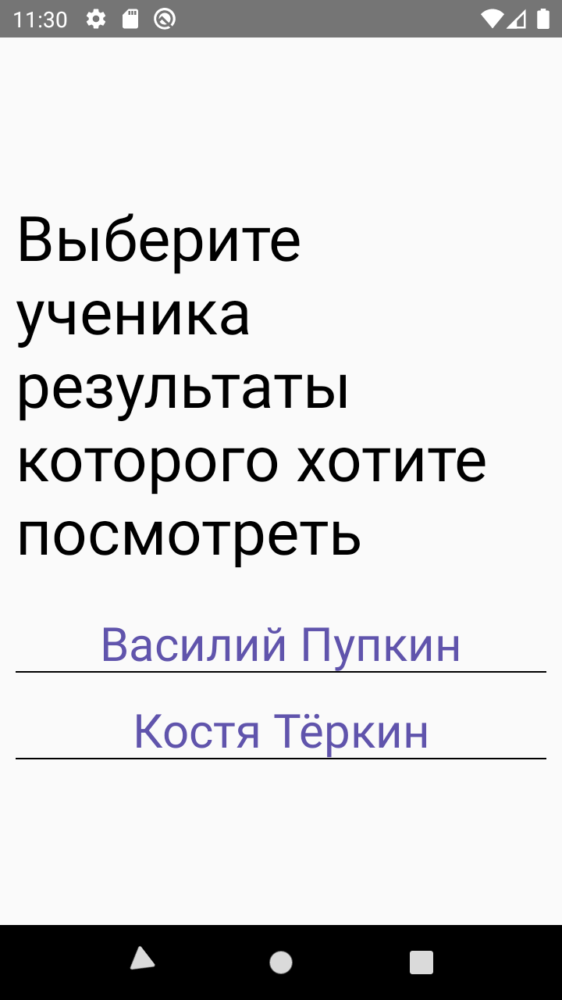 11:30
Выберите
ученика
результаты
которого хотите
посмотреть
Василий Пупкин
Костя Тёркин